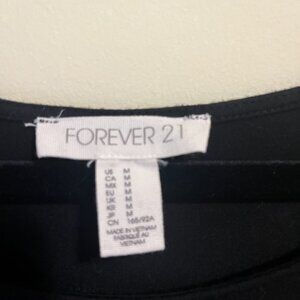 FOREVER 21
US M
CA M
MX M
EU M
UK M
KR M
JP M
CN 165/92A
MADE IN VIETNAM
FABRIQUÉ AU
VIETNAM